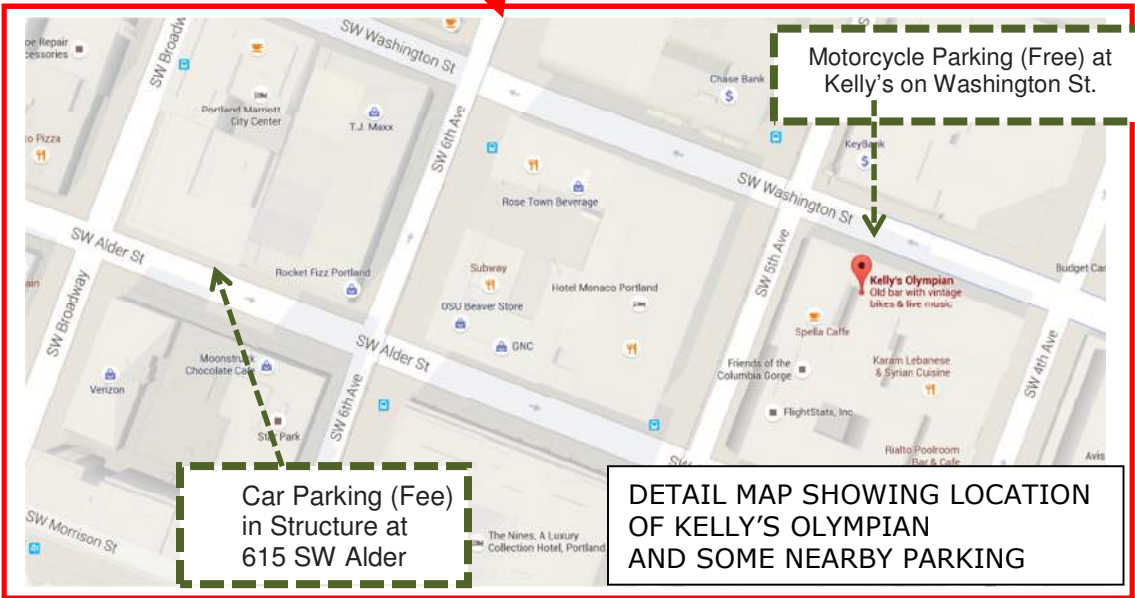 oe Repair
cessories
SW Broadw
SW Washington St
Motorcycle Parking (Free) at
Kelly's on Washington St.
Chase Bank
Portland Marriott
City Center
T.J. Maxx
SW 6th Ave
to Pizza
KeyBank
SW Washington St
Rose Town Beverage
SW Alder St
Rocket Fizz Portland
Subway
OSU Beaver Store
Hotel Monaco Portland
SW 5th Ave
Kelly's Olympian
Old bar with vintage
bikes & live music
Budget Car
ain
SW Broadway
GNC
Spella Caffe
SW Alder St
Moonstruck
Chocolate Cafe
Verizon
Friends of the
Columbia Gorge
Karam Lebanese
& Syrian Cuisine
SW 4th Ave
SW 6th Ave
FlightStats, Inc.
Star Park
Rialto Poolroom
Bar & Cafe
Avis
SW
Car Parking (Fee)
in Structure at
615 SW Alder
DETAIL MAP SHOWING LOCATION
OF KELLY'S OLYMPIAN
AND SOME NEARBY PARKING
SW Morrison St
The Nines, A Luxury
Collection Hotel, Portland